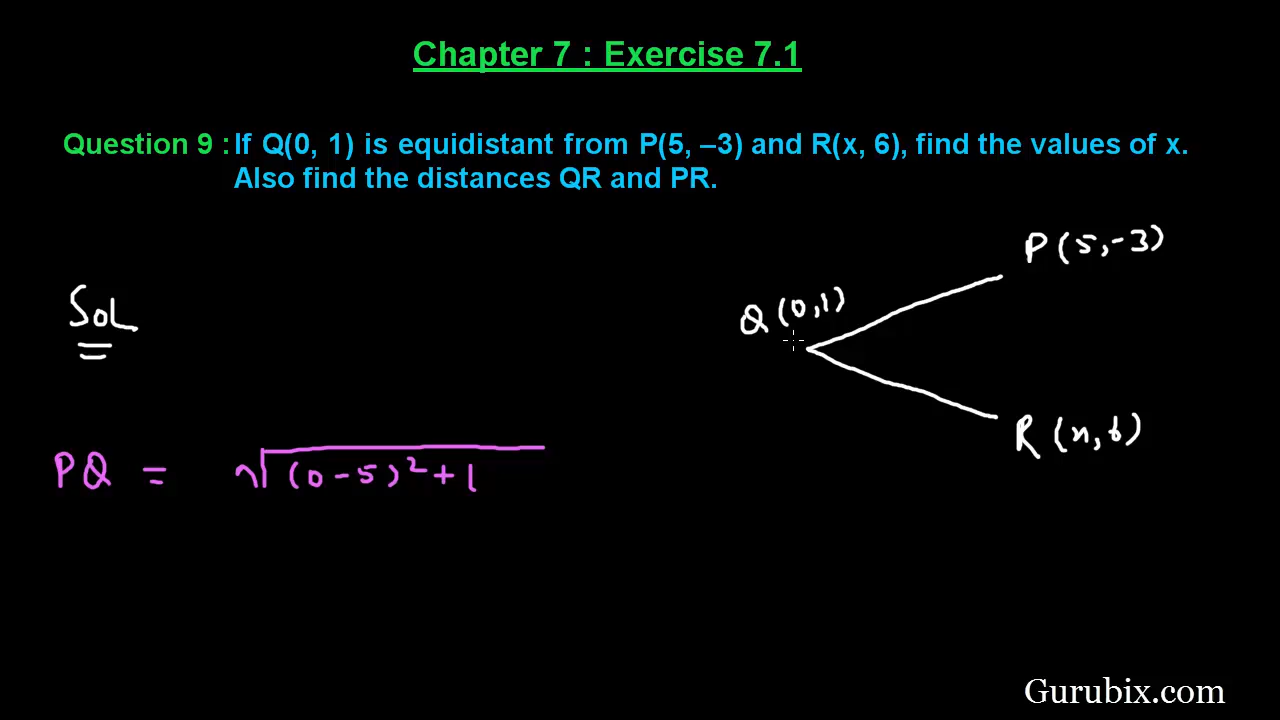 Chapter 7 : Exercise 7.1
Question 9 : If Q(0, 1) is equidistant from P(5, –3) and R(x, 6), find the values of x.
Also find the distances QR and PR.
P (5,-3)
Q (0,1)
Sol
R (x, 6)
PQ = √(0-5)² + 1
Gurubix.com